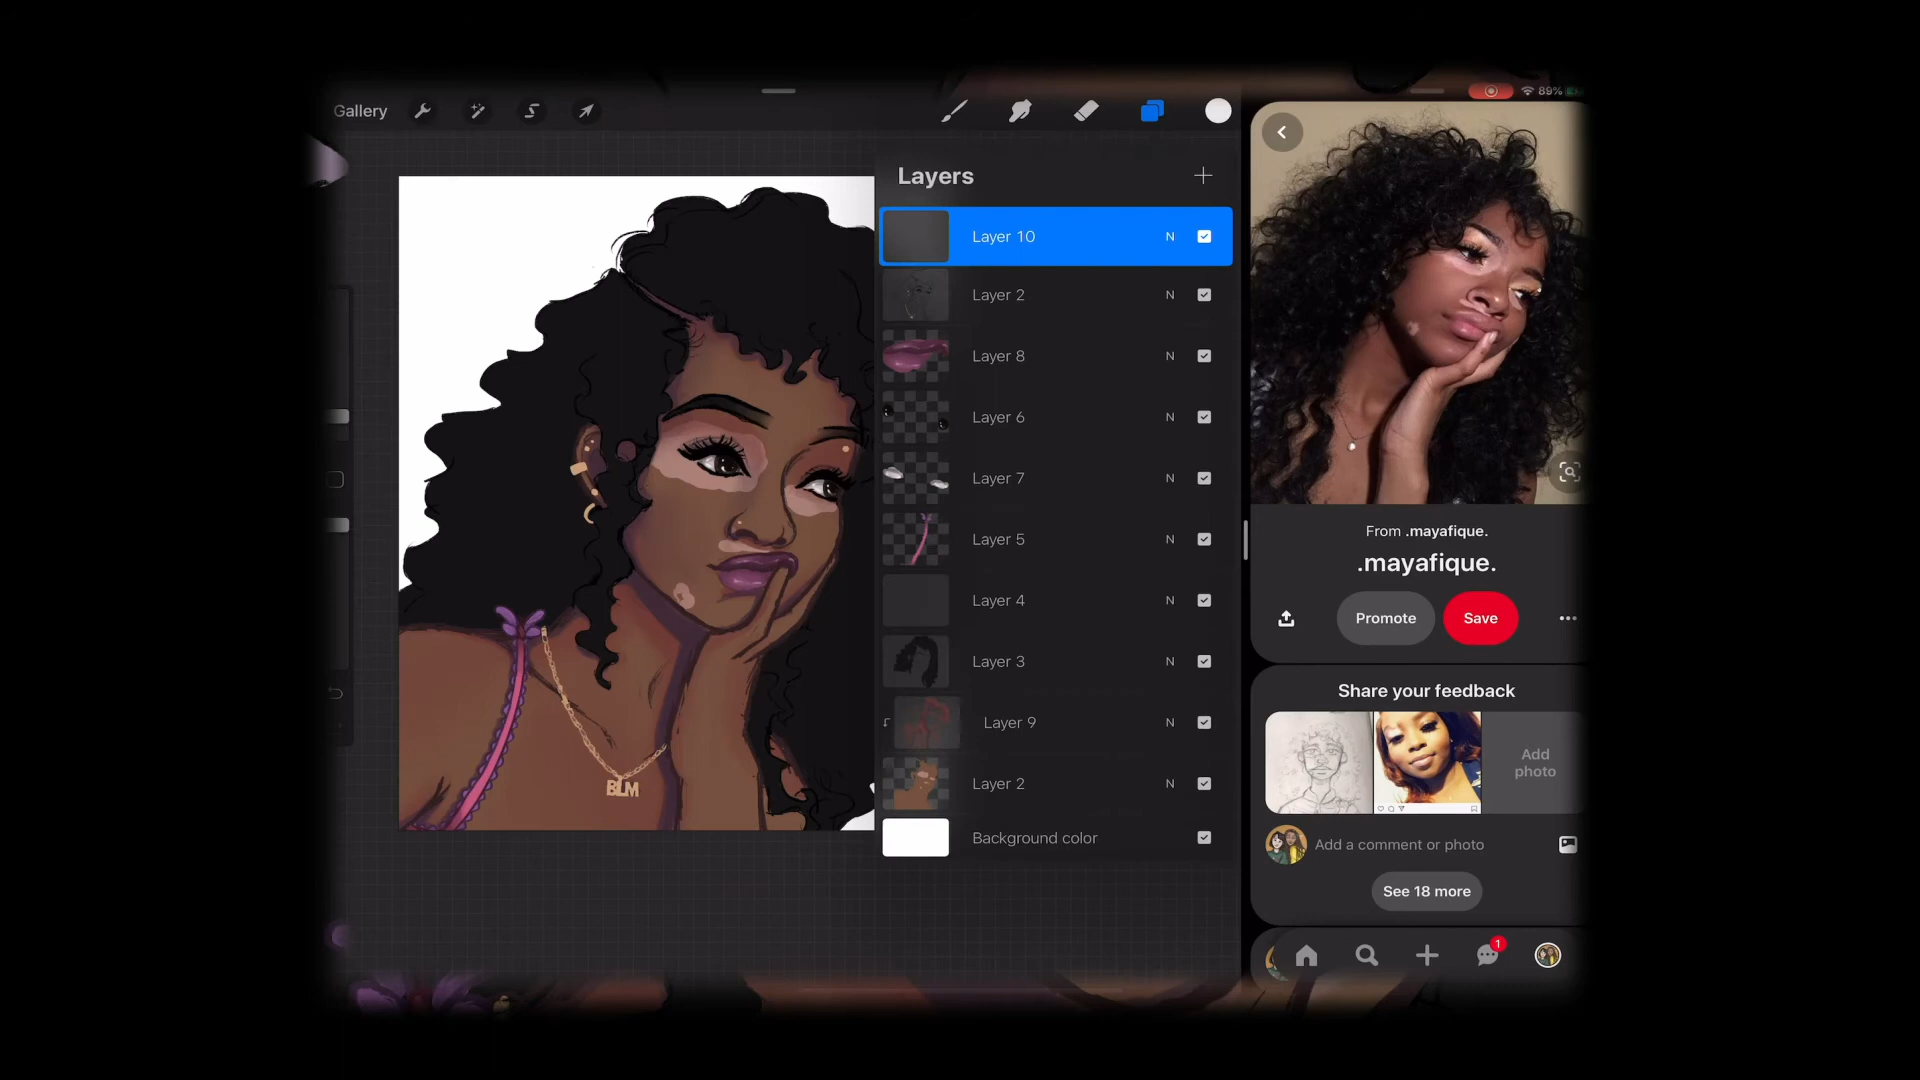 Gallery
89%
Layers
Layer 10 N
Layer 2 N
Layer 8 N
Layer 6 N
Layer 7 N
Layer 5 N
Layer 4 N
Layer 3 N
Layer 9 N
Layer 2 N
Background color
BLM
From .mayafique.
.mayafique.
Promote
Save
Share your feedback
Add
photo
Add a comment or photo
See 18 more
1